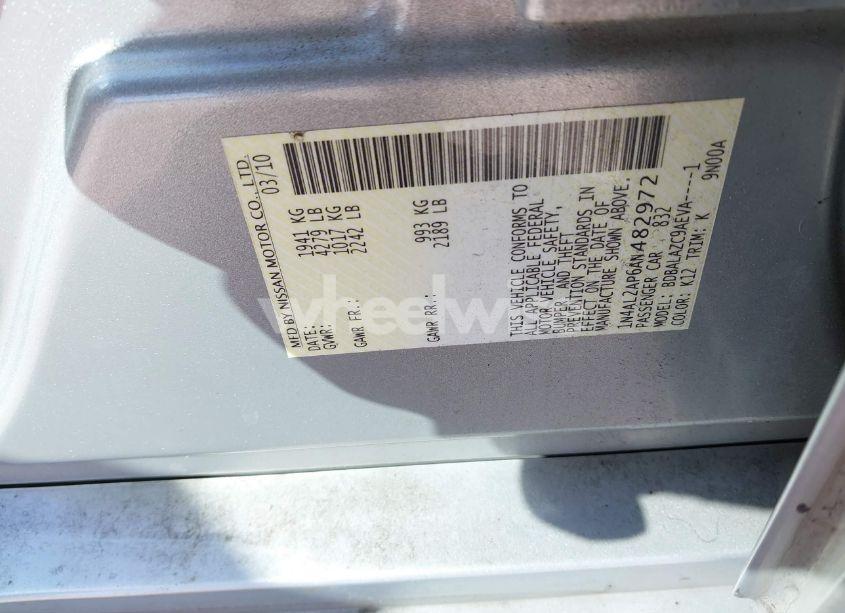 MFD BY NISSAN MOTOR CO., LTD.
DATE: 03/10
GVWR: 1941 KG
4279 LB
GAWR FR.: 1017 KG
2242 LB
GAWR RR.: 993 KG
2189 LB
THIS VEHICLE CONFORMS TO
ALL APPLICABLE FEDERAL
MOTOR VEHICLE SAFETY,
BUMPER, AND THEFT
PREVENTION STANDARDS IN
EFFECT ON THE DATE OF
MANUFACTURE SHOWN ABOVE.
1N4AL2AP6AN482972
PASSENGER CAR 832
MODEL: BDBALAZC9AEVA----1
COLOR: K12 TRIM: K 9N00A